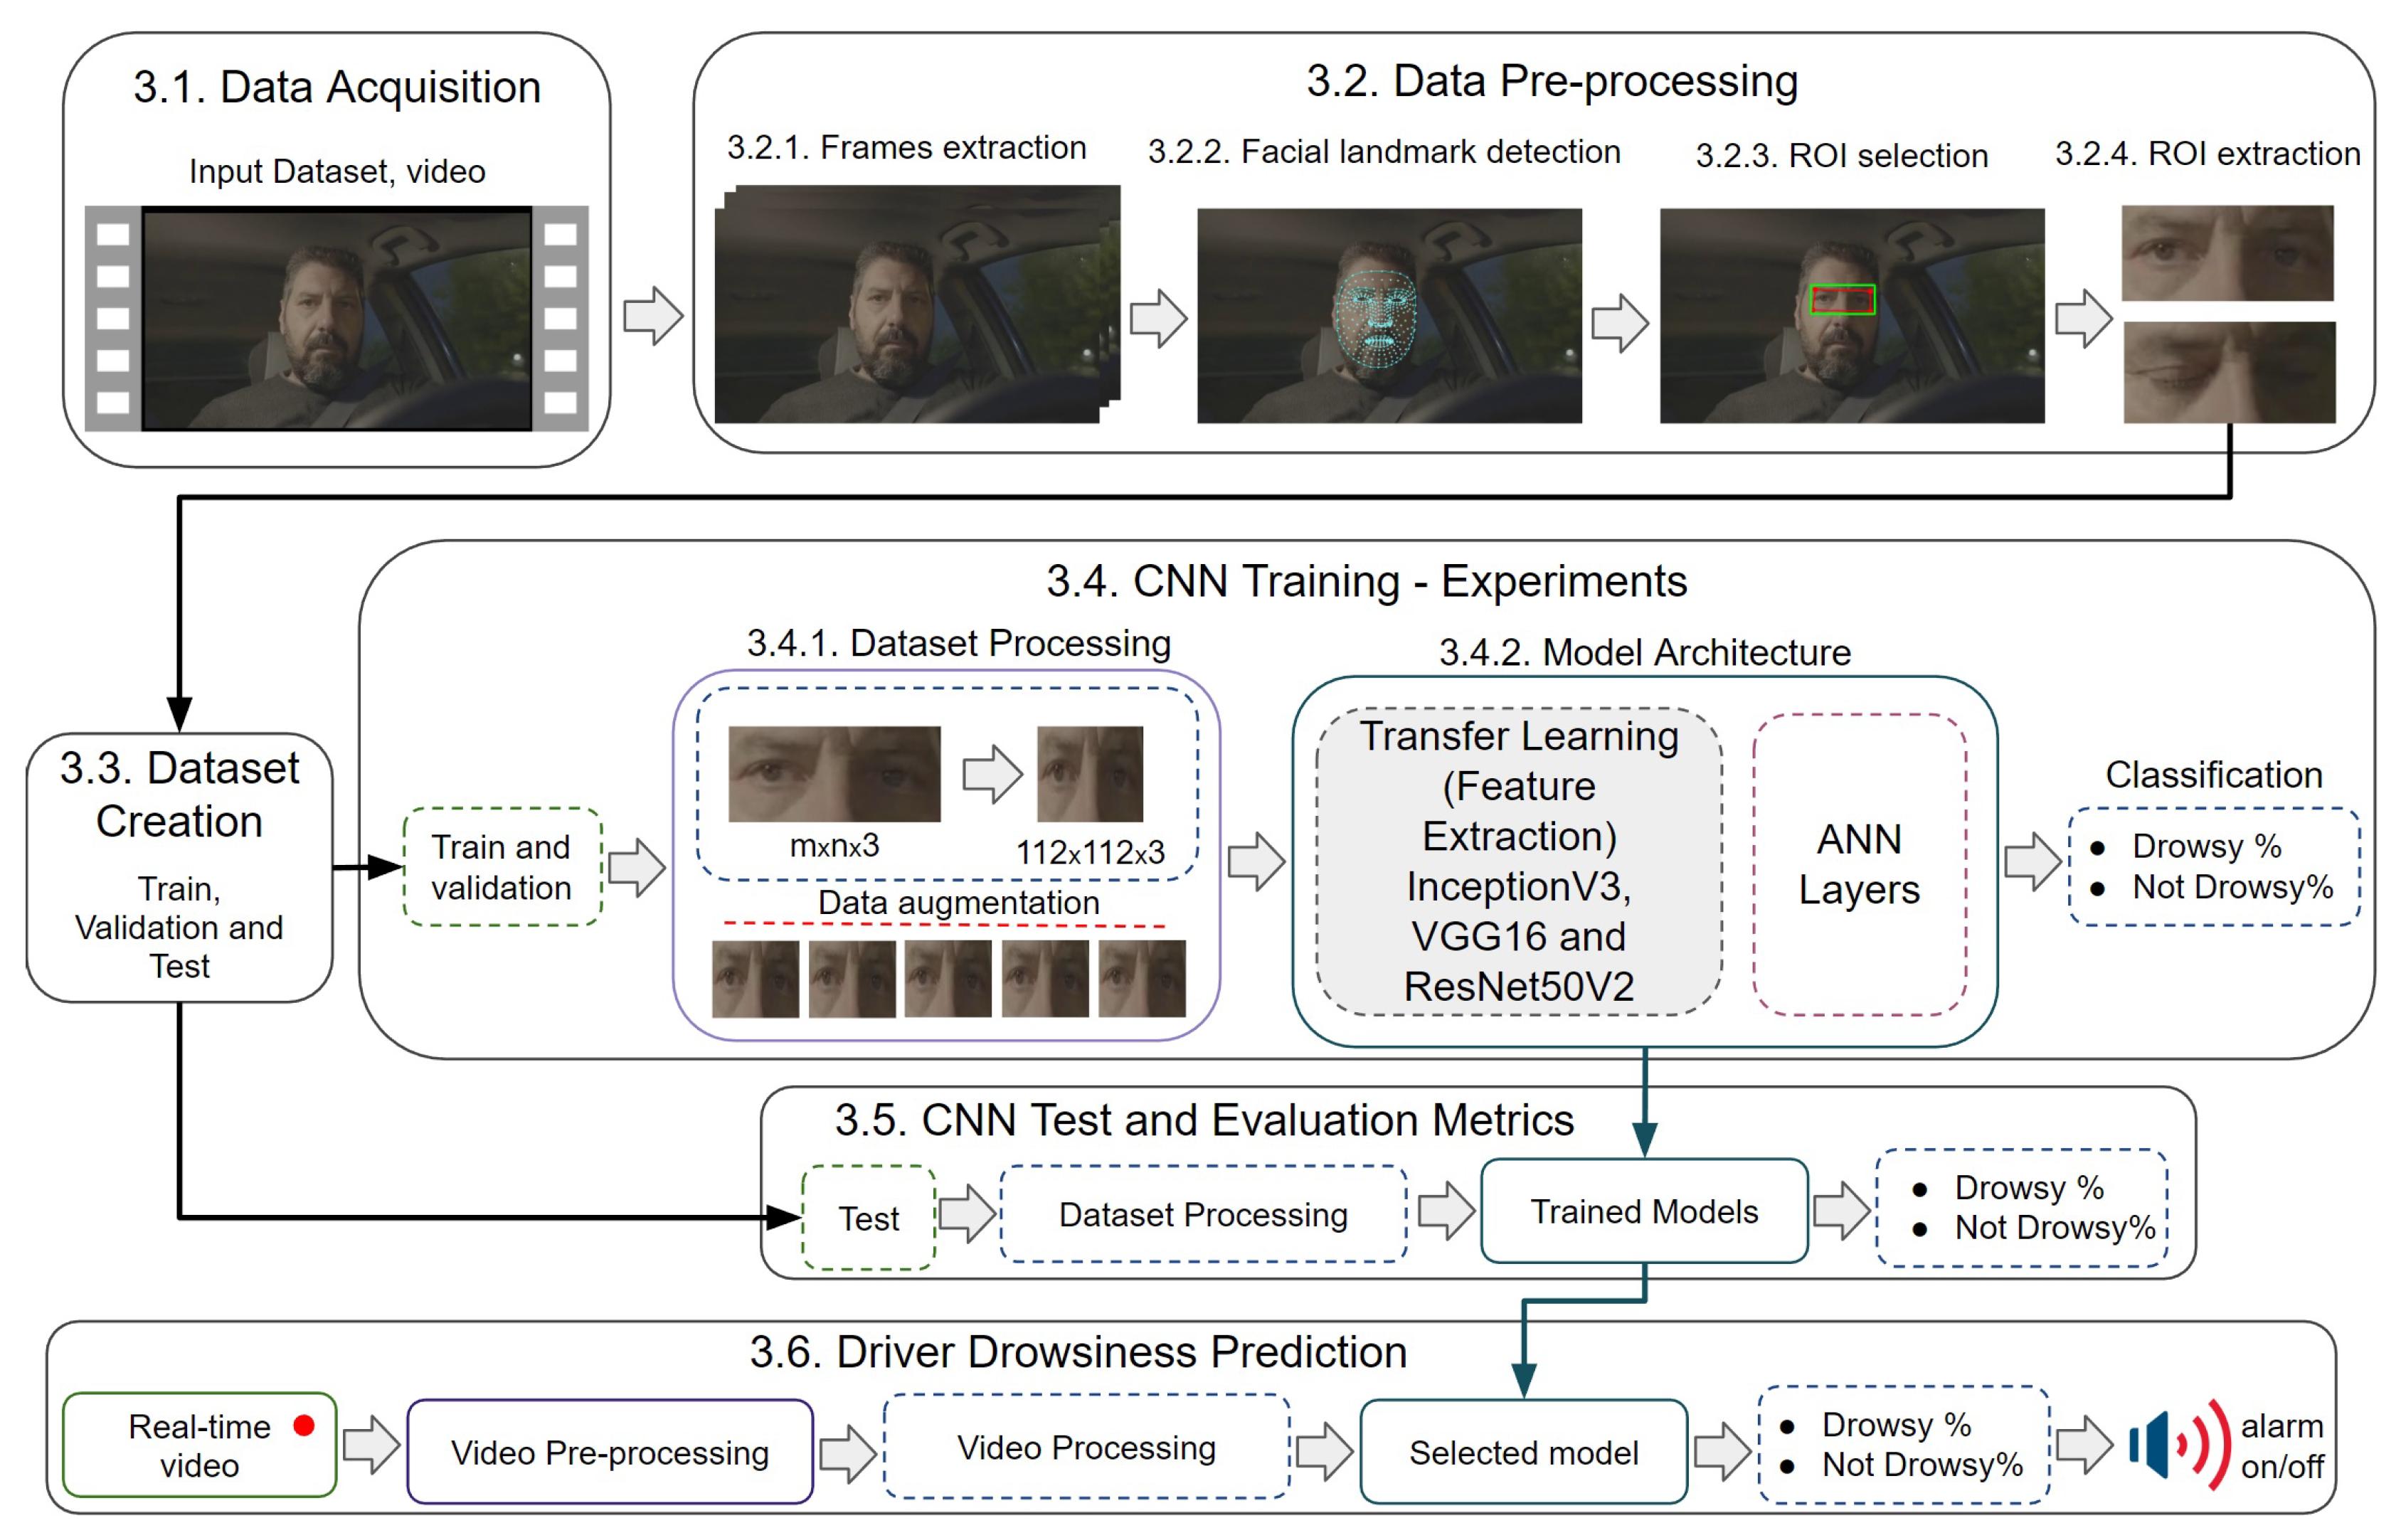 3.1. Data Acquisition
Input Dataset, video
3.2. Data Pre-processing
3.2.1. Frames extraction
3.2.2. Facial landmark detection
3.2.3. ROI selection
3.2.4. ROI extraction
3.3. Dataset
Creation
Train,
Validation and
Test
3.4. CNN Training - Experiments
Train and
validation
3.4.1. Dataset Processing
mxnx3
112x112x3
Data augmentation
3.4.2. Model Architecture
Transfer Learning
(Feature
Extraction)
InceptionV3,
VGG16 and
ResNet50V2
ANN
Layers
Classification
● Drowsy %
● Not Drowsy%
3.5. CNN Test and Evaluation Metrics
Test
Dataset Processing
Trained Models
● Drowsy %
● Not Drowsy%
3.6. Driver Drowsiness Prediction
Real-time
video
Video Pre-processing
Video Processing
Selected model
● Drowsy %
● Not Drowsy%
alarm
on/off